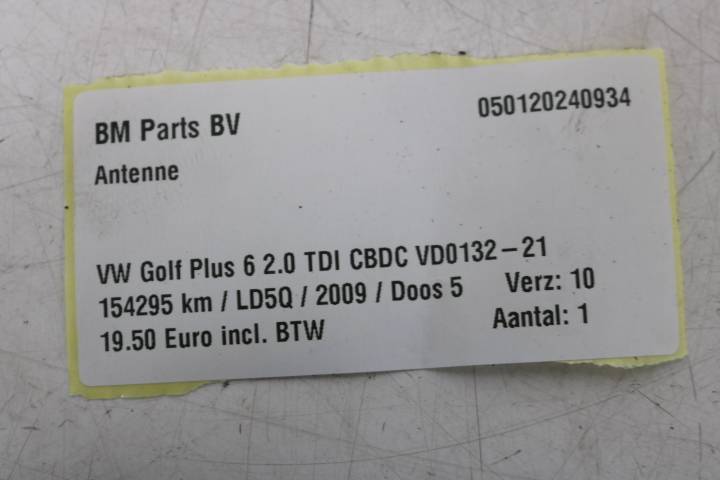 BM Parts BV 050120240934
Antenne
VW Golf Plus 6 2.0 TDI CBDC VD0132-21
154295 km / LD5Q / 2009 / Doos 5 Verz: 10
19.50 Euro incl. BTW Aantal: 1